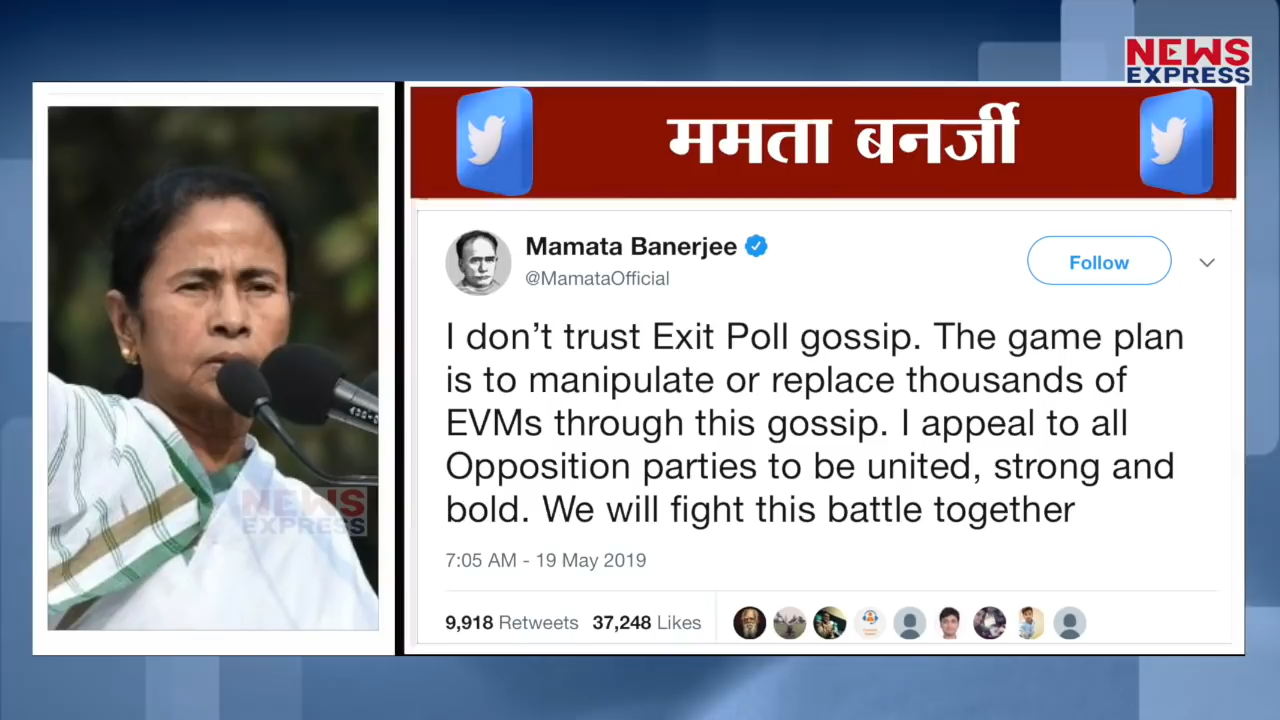 NEWS
EXPRESS
ममता बनर्जी
Mamata Banerjee
@MamataOfficial
Follow
I don’t trust Exit Poll gossip. The game plan
is to manipulate or replace thousands of
EVMs through this gossip. I appeal to all
Opposition parties to be united, strong and
bold. We will fight this battle together
7:05 AM - 19 May 2019
9,918 Retweets 37,248 Likes
NEWS
EXPRESS